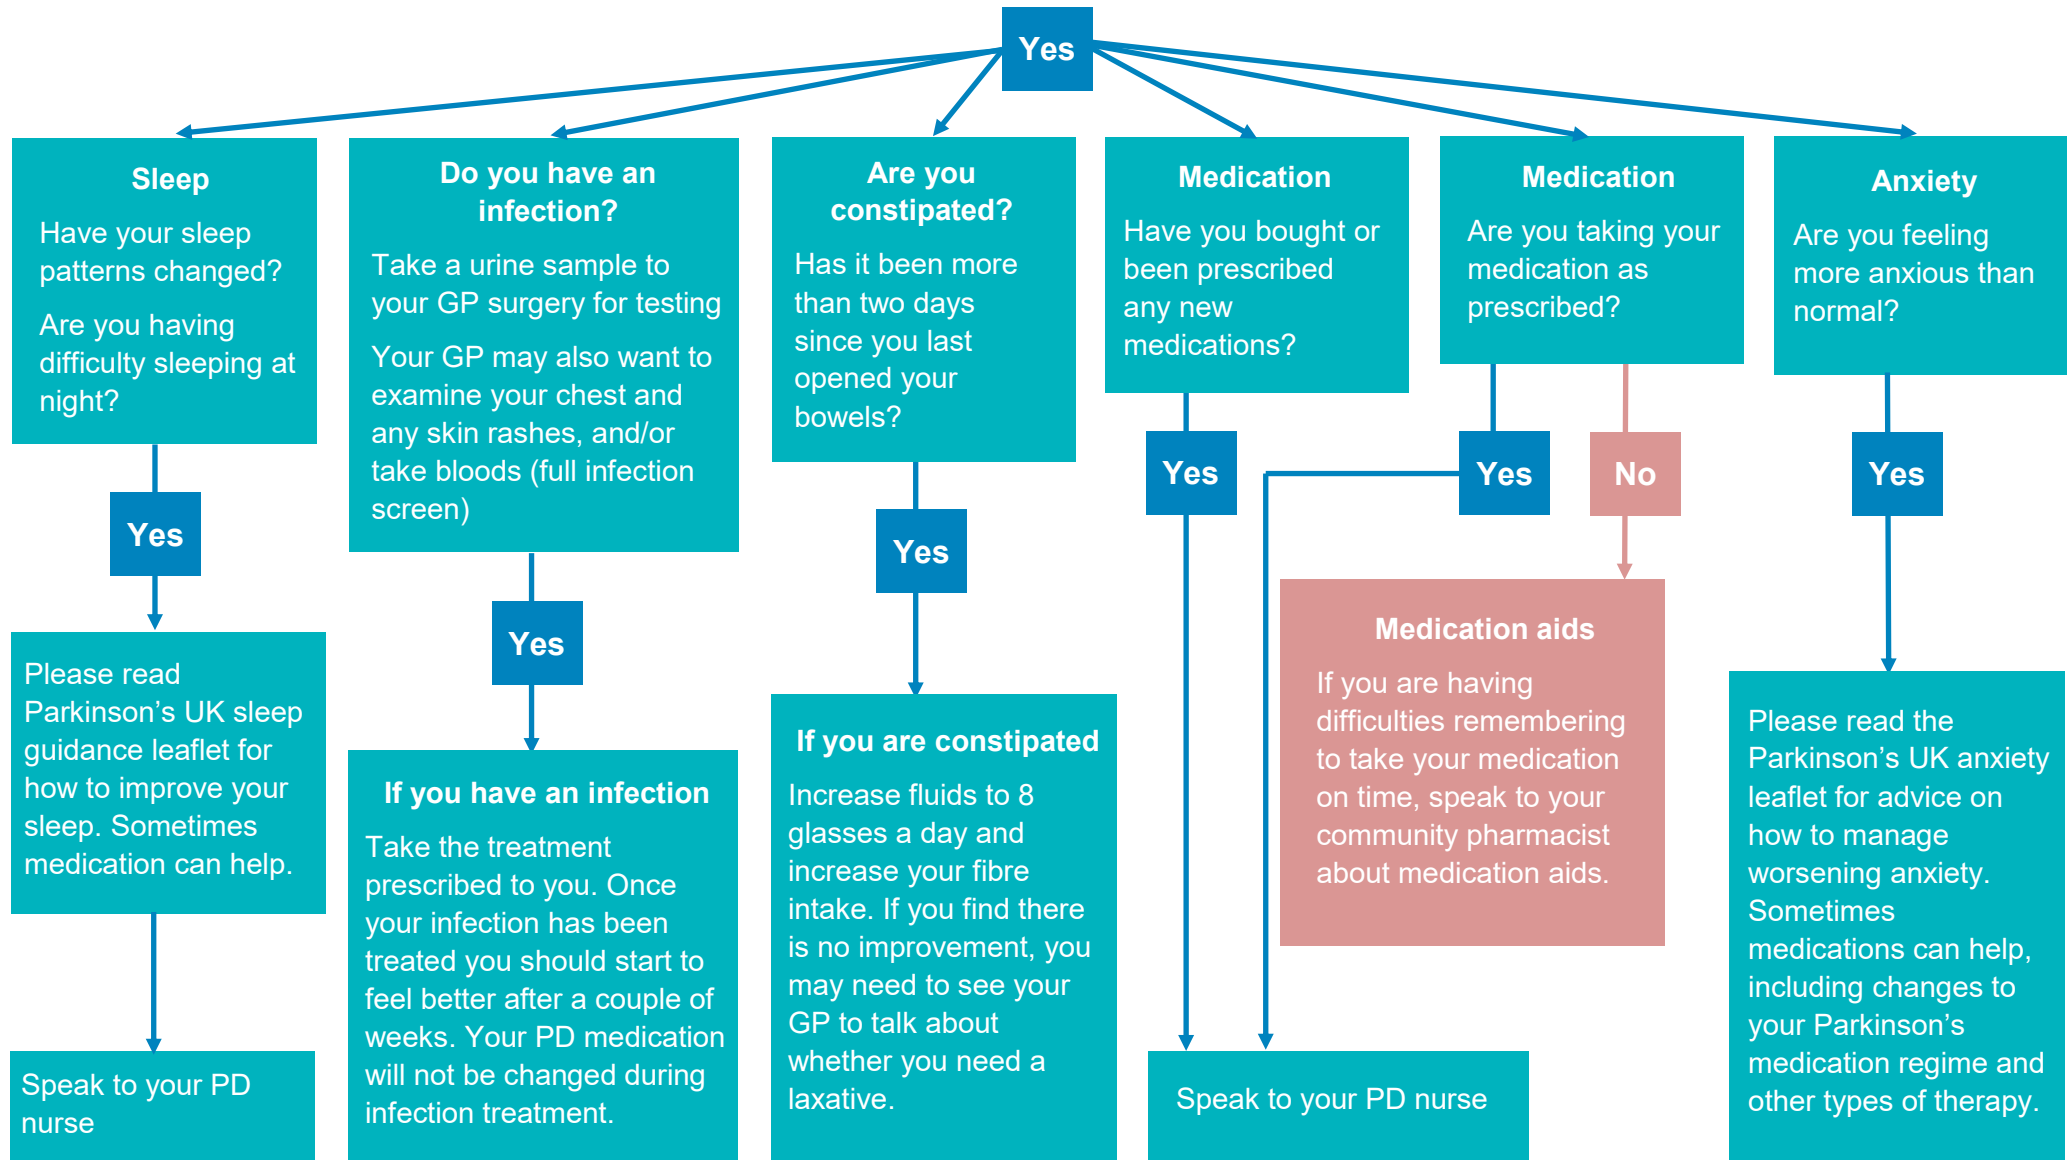 Yes
Sleep
Have your sleep
patterns changed?
Are you having
difficulty sleeping at
night?
Yes
Please read
Parkinson’s UK sleep
guidance leaflet for
how to improve your
sleep. Sometimes
medication can help.
Speak to your PD
nurse
Do you have an
infection?
Take a urine sample to
your GP surgery for testing
Your GP may also want to
examine your chest and
any skin rashes, and/or
take bloods (full infection
screen)
Yes
If you have an infection
Take the treatment
prescribed to you. Once
your infection has been
treated you should start to
feel better after a couple of
weeks. Your PD medication
will not be changed during
infection treatment.
Are you
constipated?
Has it been more
than two days
since you last
opened your
bowels?
Yes
If you are constipated
Increase fluids to 8
glasses a day and
increase your fibre
intake. If you find there
is no improvement, you
may need to see your
GP to talk about
whether you need a
laxative.
Medication
Have you bought or
been prescribed
any new
medications?
Yes
Medication
Are you taking your
medication as
prescribed?
Yes
No
Medication aids
If you are having
difficulties remembering
to take your medication
on time, speak to your
community pharmacist
about medication aids.
Speak to your PD nurse
Anxiety
Are you feeling
more anxious than
normal?
Yes
Please read the
Parkinson’s UK anxiety
leaflet for advice on
how to manage
worsening anxiety.
Sometimes
medications can help,
including changes to
your Parkinson’s
medication regime and
other types of therapy.